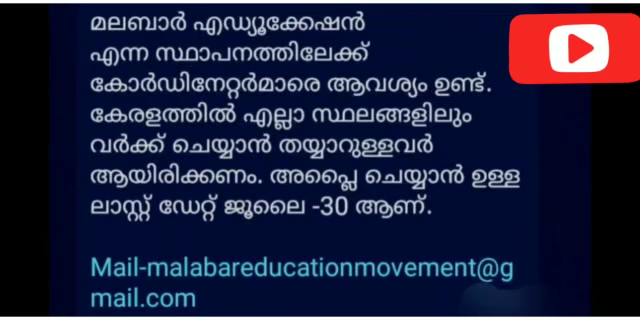 മലബാർ എഡ്യൂക്കേഷൻ
എന്ന സ്ഥാപനത്തിലേക്ക്
കോർഡിനേറ്റർമാരെ ആവശ്യം ഉണ്ട്.
കേരളത്തിൽ എല്ലാ സ്ഥലങ്ങളിലും
വർക്ക് ചെയ്യാൻ തയ്യാറുള്ളവർ
ആയിരിക്കണം. അപ്ലൈ ചെയ്യാൻ ഉള്ള
ലാസ്റ്റ് ഡേറ്റ് ജൂലൈ -30 ആണ്.
Mail-malabareducationmovement@g
mail.com